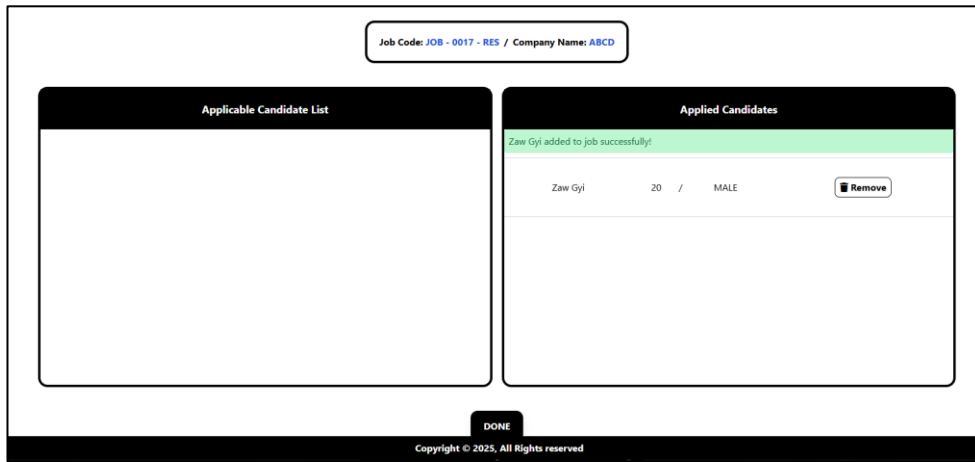 Job Code: JOB - 0017 - RES / Company Name: ABCD
Applicable Candidate List
Applied Candidates
Zaw Gyi added to job successfully!
Zaw Gyi 20 / MALE Remove
DONE
Copyright © 2025, All Rights reserved